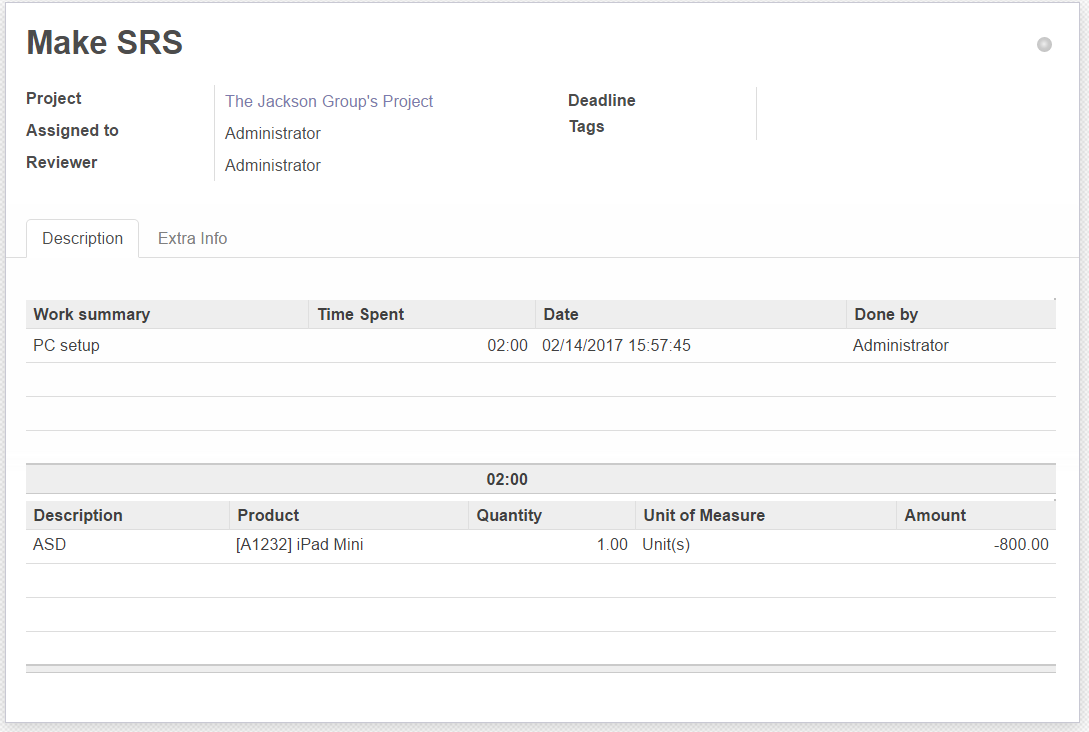 Make SRS
Project The Jackson Group's Project Deadline
Assigned to Administrator Tags
Reviewer Administrator
Description Extra Info
Work summary Time Spent Date Done by
PC setup 02:00 02/14/2017 15:57:45 Administrator
02:00
Description Product Quantity Unit of Measure Amount
ASD [A1232] iPad Mini 1.00 Unit(s) -800.00